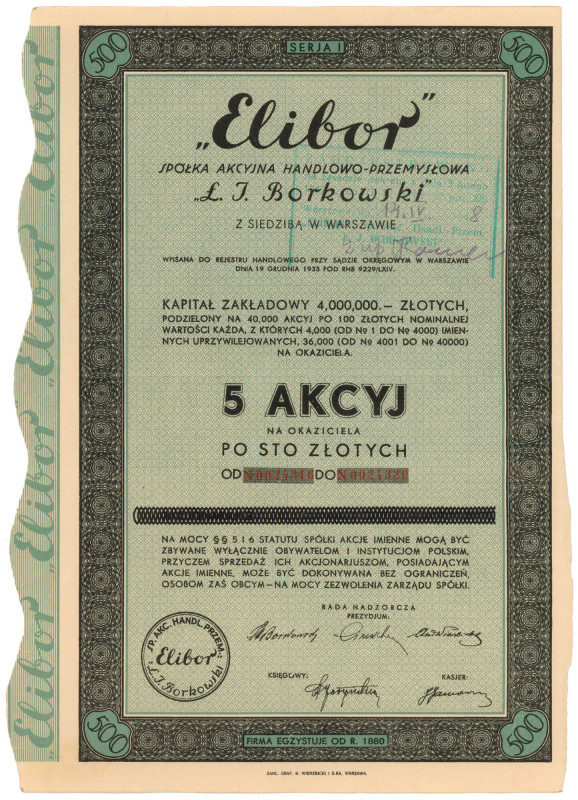 500
SERJA I
500
„Elibor”
SPÓŁKA AKCYJNA HANDLOWO-PRZEMYSŁOWA
„Ł. J. Borkowski”
Z SIEDZIBĄ W WARSZAWIE
WPISANA DO REJESTRU HANDLOWEGO PRZY SĄDZIE OKRĘGOWYM W WARSZAWIE
DNIA 19 GRUDNIA 1933 POD RHB 9229/LXIV.
KAPITAŁ ZAKŁADOWY 4,000,000.— ZŁOTYCH,
PODZIELONY NA 40,000 AKCYJ PO 100 ZŁOTYCH NOMINALNEJ
WARTOŚCI KAŻDA, Z KTÓRYCH 4,000 (OD № 1 DO № 4000) IMIEN-
NYCH UPRZYWILEJOWANYCH, 36,000 (OD № 4001 DO № 40000)
NA OKAZICIELA.
5 AKCYJ
NA OKAZICIELA
PO STO ZŁOTYCH
OD N0024316 DO N0024320
NA MOCY §§ 5 I 6 STATUTU SPÓŁKI AKCJE IMIENNE MOGĄ BYĆ
ZBYWANE WYŁĄCZNIE OBYWATELOM I INSTYTUCJOM POLSKIM,
PRZYCZEM SPRZEDAŻ ICH AKCJONARJUSZOM, POSIADAJĄCYM
AKCJE IMIENNE, MOŻE BYĆ DOKONYWANA BEZ OGRANICZEŃ,
OSOBOM ZAŚ OBCYM — NA MOCY ZEZWOLENIA ZARZĄDU SPÓŁKI.
RADA NADZORCZA
PREZYDJUM:
KSIĘGOWY:
KASJER:
SP. AKC. HANDL. PRZEM.
Elibor
Ł. J. Borkowski
500
FIRMA EGZYSTUJE OD R. 1880
500
ZAKŁ. GRAF. B. WIERZBICKI I S-KA, WARSZAWA.
„Elibor” „Elibor” „Elibor”